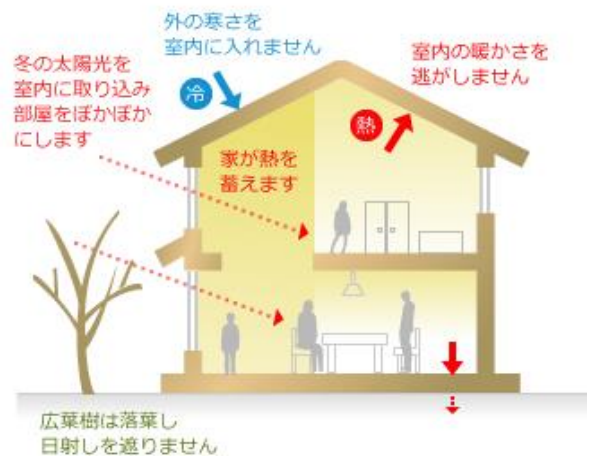 外の寒さを
室内に入れません
冬の太陽光を
室内に取り込み
部屋をぽかぽか
にします
室内の暖かさを
逃がしません
冷
熱
家が熱を
蓄えます
広葉樹は落葉し
日射しを遮りません